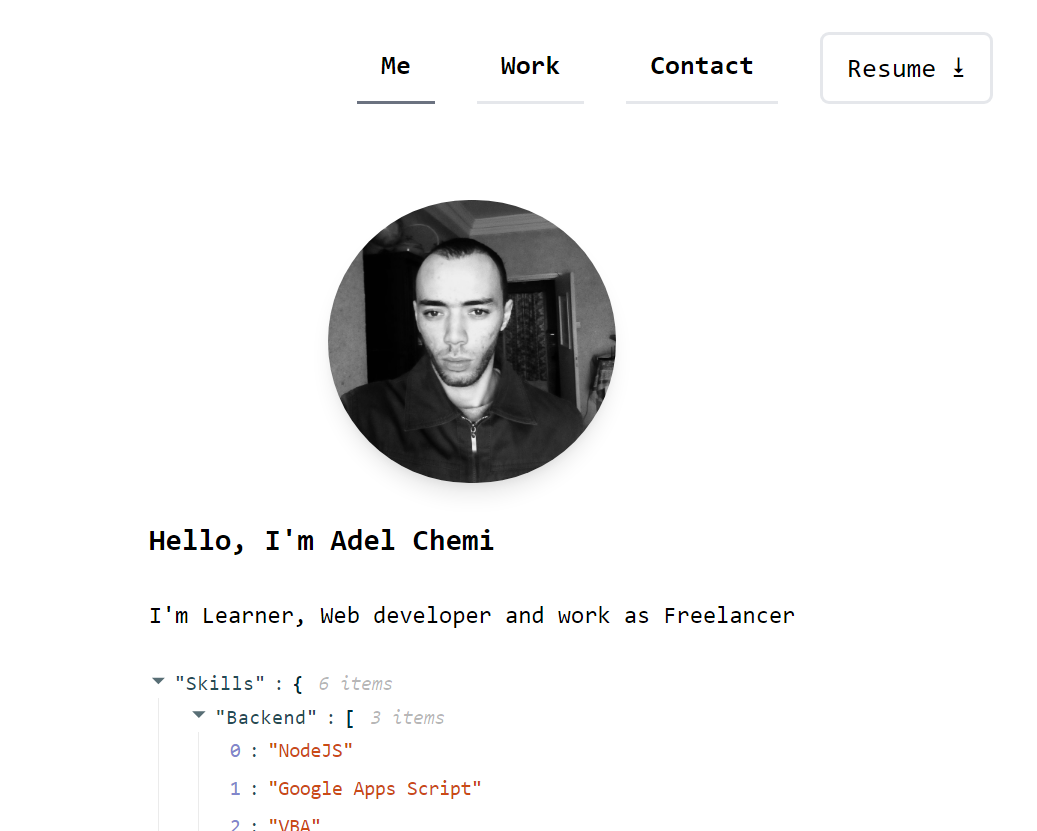 Me Work Contact Resume ⤓
Hello, I'm Adel Chemi
I'm Learner, Web developer and work as Freelancer
"Skills" : { 6 items
"Backend" : [ 3 items
0 : "NodeJS"
1 : "Google Apps Script"
2 : "VBA"